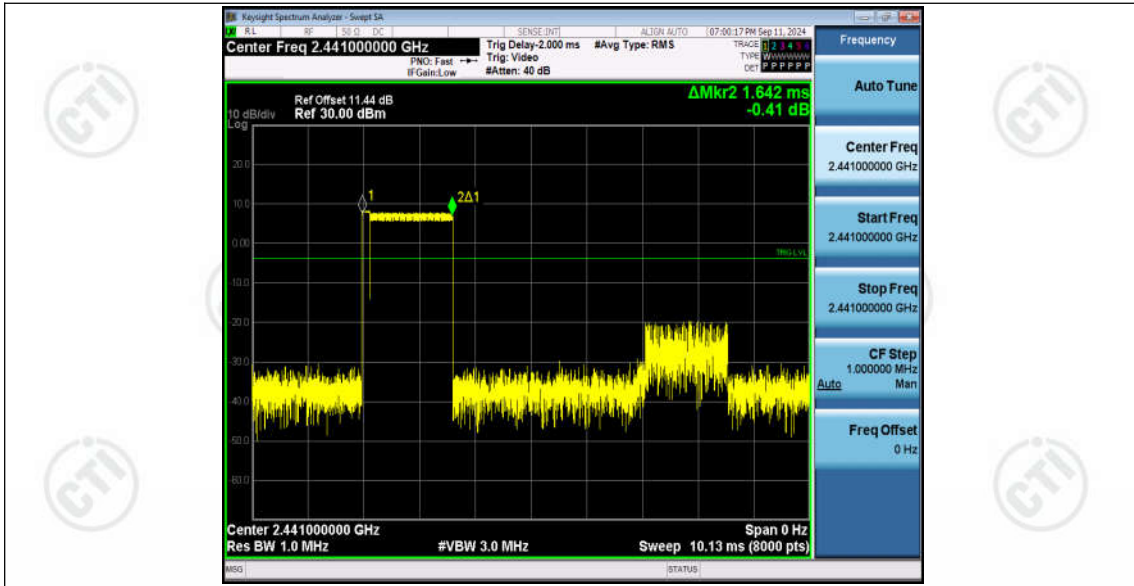 Keysight Spectrum Analyzer - Swept SA
RL RF 50 Ω DC SENSE:INT ALIGN AUTO 07:00:17 PM Sep 11, 2024
Center Freq 2.441000000 GHz Trig Delay-2.000 ms #Avg Type: RMS TRACE 1 2 3 4 5 6
PNO: Fast Trig: Video TYPE WWWWWW
IFGain:Low #Atten: 40 dB DET P P P P P P
Frequency
Auto Tune
Center Freq
2.441000000 GHz
Start Freq
2.441000000 GHz
Stop Freq
2.441000000 GHz
CF Step
1.000000 MHz
Auto Man
Freq Offset
0 Hz
ΔMkr2 1.642 ms
-0.41 dB
Ref Offset 11.44 dB
10 dB/div Ref 30.00 dBm
Log
20.0
10.0
0.00
-10.0
-20.0
-30.0
-40.0
-50.0
-60.0
1
2Δ1
TRIG LVL
Center 2.441000000 GHz Span 0 Hz
Res BW 1.0 MHz #VBW 3.0 MHz Sweep 10.13 ms (8000 pts)
MSG STATUS
CTI
CTI
CTI
CTI